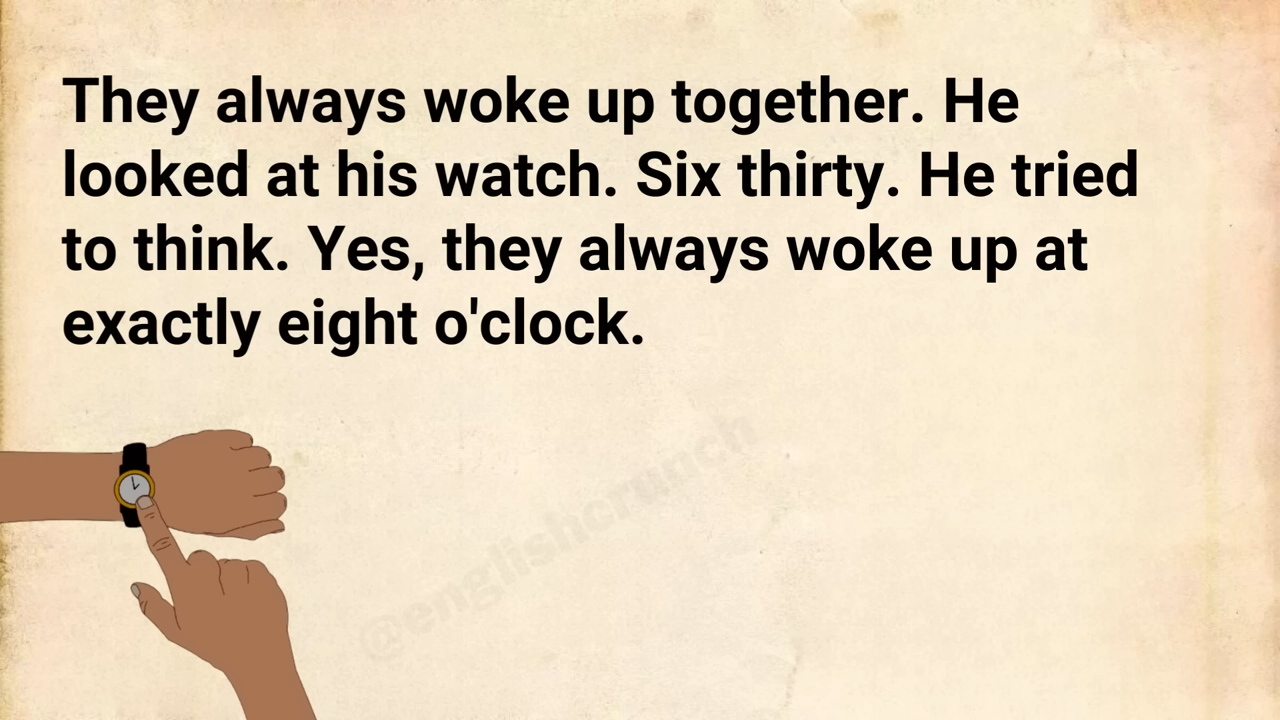 They always woke up together. He
looked at his watch. Six thirty. He tried
to think. Yes, they always woke up at
exactly eight o'clock.
@englishcrunch